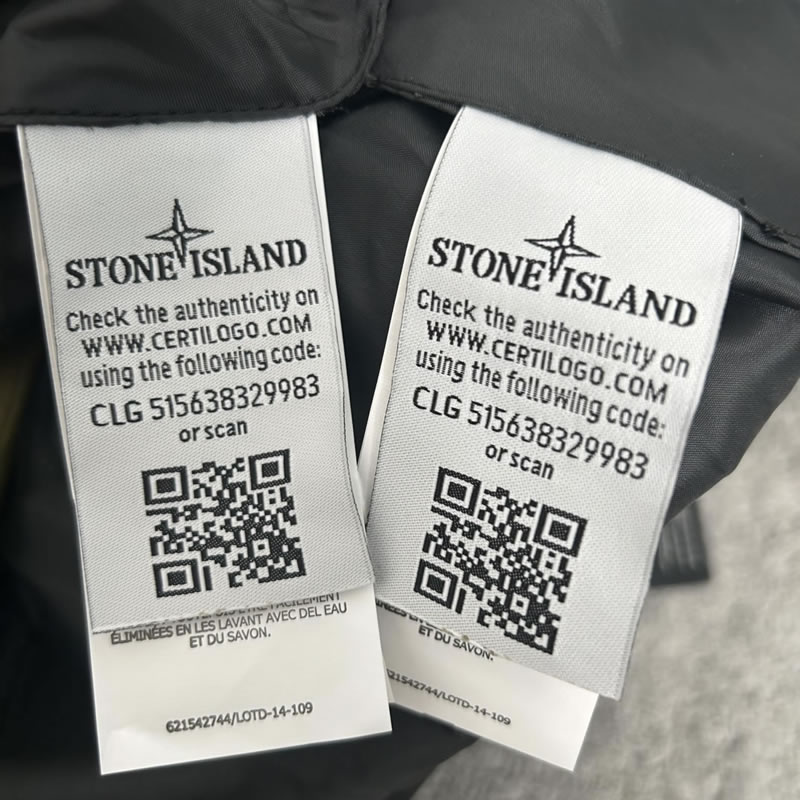 STONE ISLAND
Check the authenticity on
WWW.CERTILOGO.COM
using the following code:
CLG 515638329983
or scan
ÉLIMINÉES EN LES LAVANT AVEC DEL EAU
ET DU SAVON.
621542744/LOTD-14-109
STONE ISLAND
Check the authenticity on
WWW.CERTILOGO.COM
using the following code:
CLG 515638329983
or scan
ET DU SAVON.
621542744/LOTD-14-109